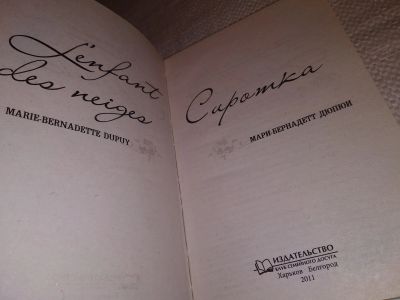 L'enfant
des neiges
MARIE-BERNADETTE DUPUY
Сиротка
МАРИ-БЕРНАДЕТТ ДЮПЮИ
ИЗДАТЕЛЬСТВО
КЛУБ СЕМЕЙНОГО ДОСУГА
Харьков Белгород
2011